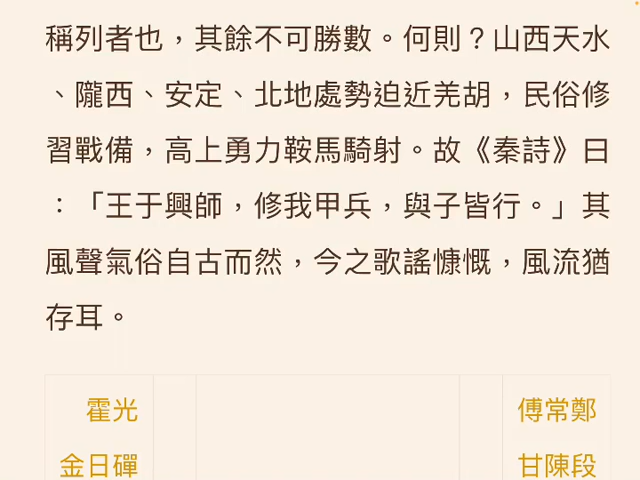 稱列者也，其餘不可勝數。何則？山西天水
、隴西、安定、北地處勢迫近羌胡，民俗修
習戰備，高上勇力鞍馬騎射。故《秦詩》曰
：「王于興師，修我甲兵，與子皆行。」其
風聲氣俗自古而然，今之歌謠慷慨，風流猶
存耳。
霍光
金日磾
傅常鄭
甘陳段